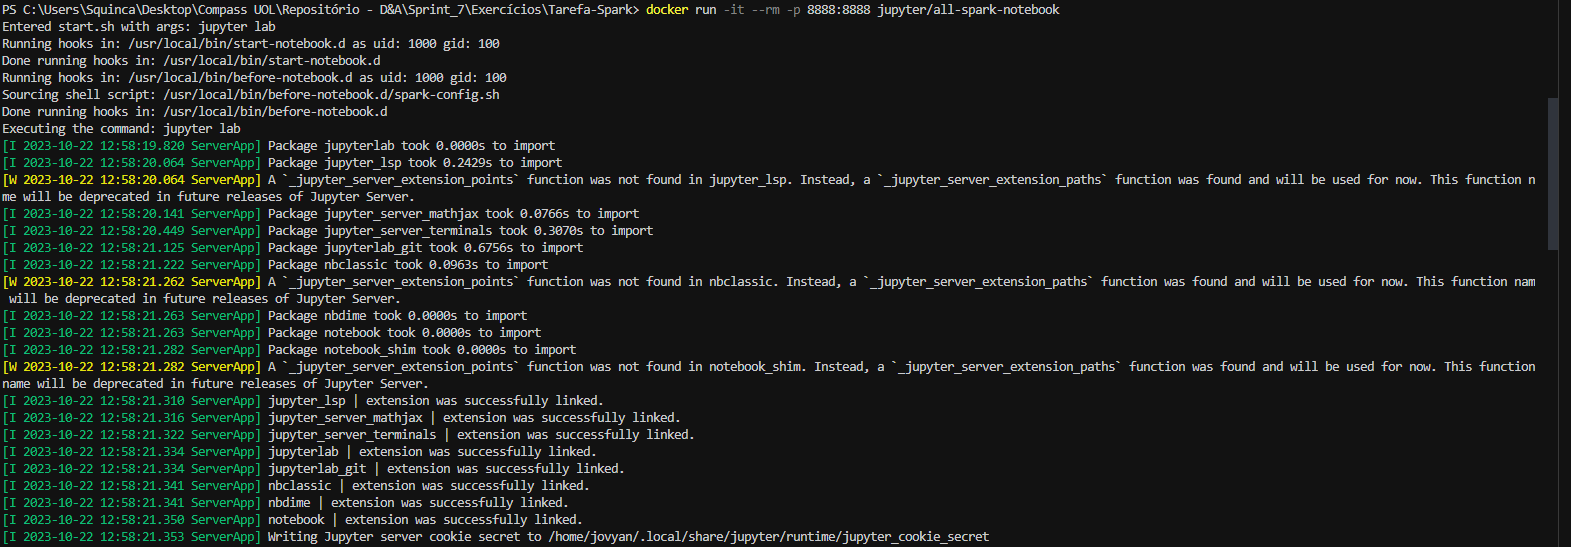 PS C:\Users\Squinca\Desktop\Compass UOL\Repositório - D&A\Sprint_7\Exercícios\Tarefa-Spark> docker run -it --rm -p 8888:8888 jupyter/all-spark-notebook
Entered start.sh with args: jupyter lab
Running hooks in: /usr/local/bin/start-notebook.d as uid: 1000 gid: 100
Done running hooks in: /usr/local/bin/start-notebook.d
Running hooks in: /usr/local/bin/before-notebook.d as uid: 1000 gid: 100
Sourcing shell script: /usr/local/bin/before-notebook.d/spark-config.sh
Done running hooks in: /usr/local/bin/before-notebook.d
Executing the command: jupyter lab
[I 2023-10-22 12:58:19.820 ServerApp] Package jupyterlab took 0.0000s to import
[I 2023-10-22 12:58:20.064 ServerApp] Package jupyter_lsp took 0.2429s to import
[W 2023-10-22 12:58:20.064 ServerApp] A `_jupyter_server_extension_points` function was not found in jupyter_lsp. Instead, a `_jupyter_server_extension_paths` function was found and will be used for now. This function n
me will be deprecated in future releases of Jupyter Server.
[I 2023-10-22 12:58:20.141 ServerApp] Package jupyter_server_mathjax took 0.0766s to import
[I 2023-10-22 12:58:20.449 ServerApp] Package jupyter_server_terminals took 0.3070s to import
[I 2023-10-22 12:58:21.125 ServerApp] Package jupyterlab_git took 0.6756s to import
[I 2023-10-22 12:58:21.222 ServerApp] Package nbclassic took 0.0963s to import
[W 2023-10-22 12:58:21.262 ServerApp] A `_jupyter_server_extension_points` function was not found in nbclassic. Instead, a `_jupyter_server_extension_paths` function was found and will be used for now. This function nam
will be deprecated in future releases of Jupyter Server.
[I 2023-10-22 12:58:21.263 ServerApp] Package nbdime took 0.0000s to import
[I 2023-10-22 12:58:21.263 ServerApp] Package notebook took 0.0000s to import
[I 2023-10-22 12:58:21.282 ServerApp] Package notebook_shim took 0.0000s to import
[W 2023-10-22 12:58:21.282 ServerApp] A `_jupyter_server_extension_points` function was not found in notebook_shim. Instead, a `_jupyter_server_extension_paths` function was found and will be used for now. This function
name will be deprecated in future releases of Jupyter Server.
[I 2023-10-22 12:58:21.310 ServerApp] jupyter_lsp | extension was successfully linked.
[I 2023-10-22 12:58:21.316 ServerApp] jupyter_server_mathjax | extension was successfully linked.
[I 2023-10-22 12:58:21.322 ServerApp] jupyter_server_terminals | extension was successfully linked.
[I 2023-10-22 12:58:21.334 ServerApp] jupyterlab | extension was successfully linked.
[I 2023-10-22 12:58:21.334 ServerApp] jupyterlab_git | extension was successfully linked.
[I 2023-10-22 12:58:21.341 ServerApp] nbclassic | extension was successfully linked.
[I 2023-10-22 12:58:21.341 ServerApp] nbdime | extension was successfully linked.
[I 2023-10-22 12:58:21.350 ServerApp] notebook | extension was successfully linked.
[I 2023-10-22 12:58:21.353 ServerApp] Writing Jupyter server cookie secret to /home/jovyan/.local/share/jupyter/runtime/jupyter_cookie_secret